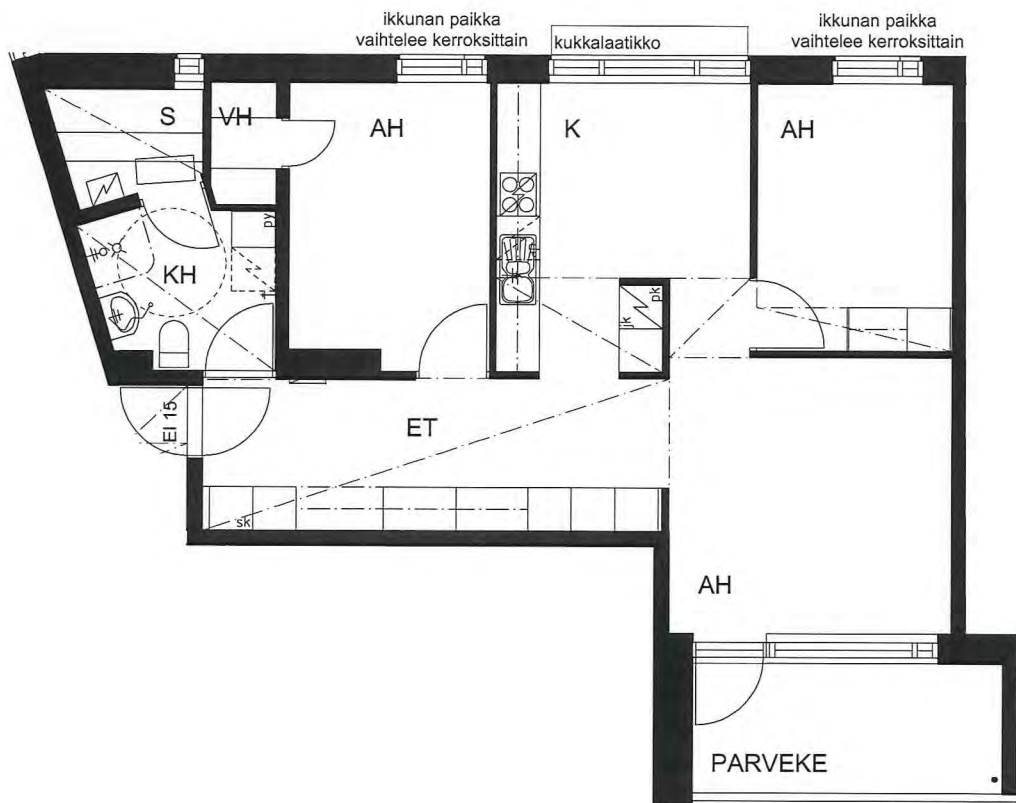 ikkunan paikka
vaihtelee kerroksittain
kukkalaatikko
ikkunan paikka
vaihtelee kerroksittain
S
VH
AH
K
AH
py
KH
jk
pk
EI 15
ET
sk
AH
PARVEKE